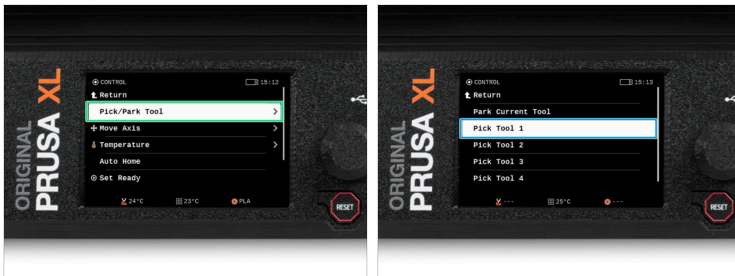 ORIGINAL
PRUSA XL
CONTROL
15:12
Return
Pick/Park Tool
Move Axis
Temperature
Auto Home
Set Ready
24°C
23°C
PLA
RESET
ORIGINAL
PRUSA XL
CONTROL
15:13
Return
Park Current Tool
Pick Tool 1
Pick Tool 2
Pick Tool 3
Pick Tool 4
---
25°C
---
RESET